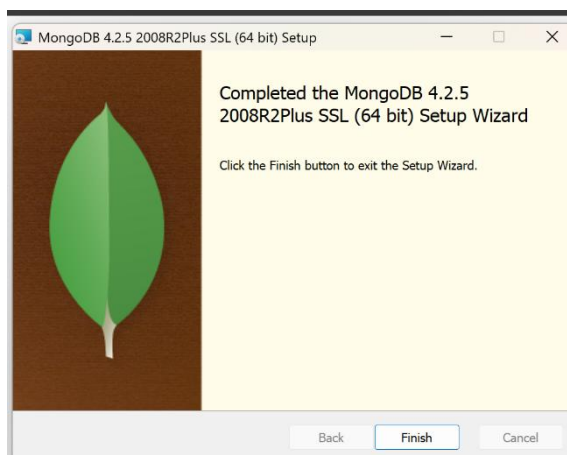 MongoDB 4.2.5 2008R2Plus SSL (64 bit) Setup
Completed the MongoDB 4.2.5
2008R2Plus SSL (64 bit) Setup Wizard
Click the Finish button to exit the Setup Wizard.
Back Finish Cancel